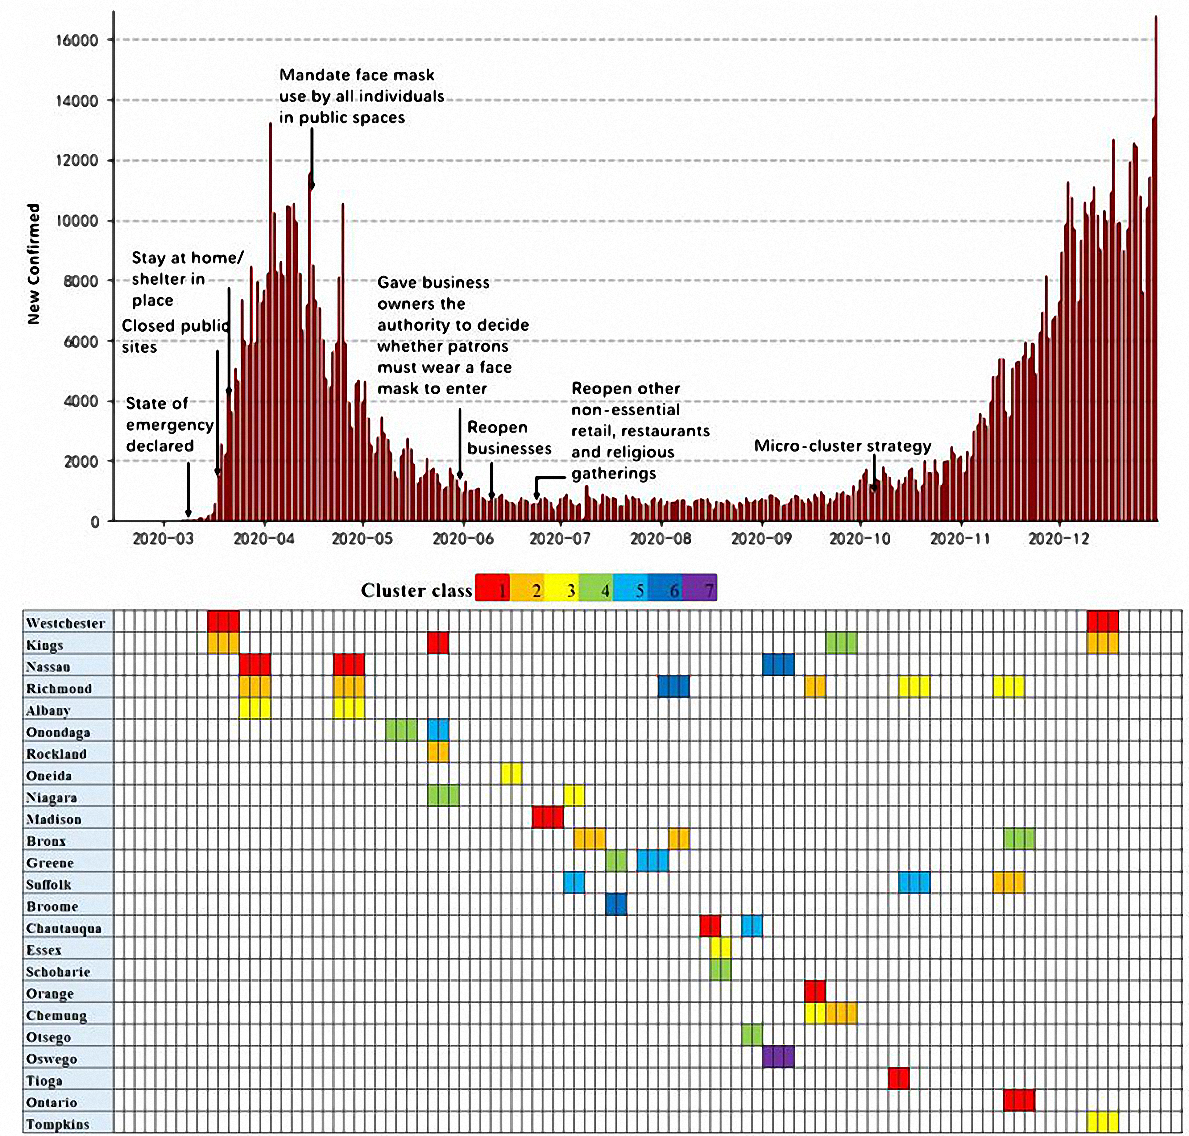 16000
14000
12000
10000
8000
6000
4000
2000
0
New Confirmed
Mandate face mask
use by all individuals
in public spaces
Stay at home/
shelter in
place
Closed public
sites
State of
emergency
declared
Gave business
owners the
authority to decide
whether patrons
must wear a face
mask to enter
Reopen
businesses
Reopen other
non-essential
retail, restaurants
and religious
gatherings
Micro-cluster strategy
2020-03 2020-04 2020-05 2020-06 2020-07 2020-08 2020-09 2020-10 2020-11 2020-12
Cluster class 1 2 3 4 5 6 7
Westchester
Kings
Nassau
Richmond
Albany
Onondaga
Rockland
Oneida
Niagara
Madison
Bronx
Greene
Suffolk
Broome
Chautauqua
Essex
Schoharie
Orange
Chemung
Otsego
Oswego
Tioga
Ontario
Tompkins